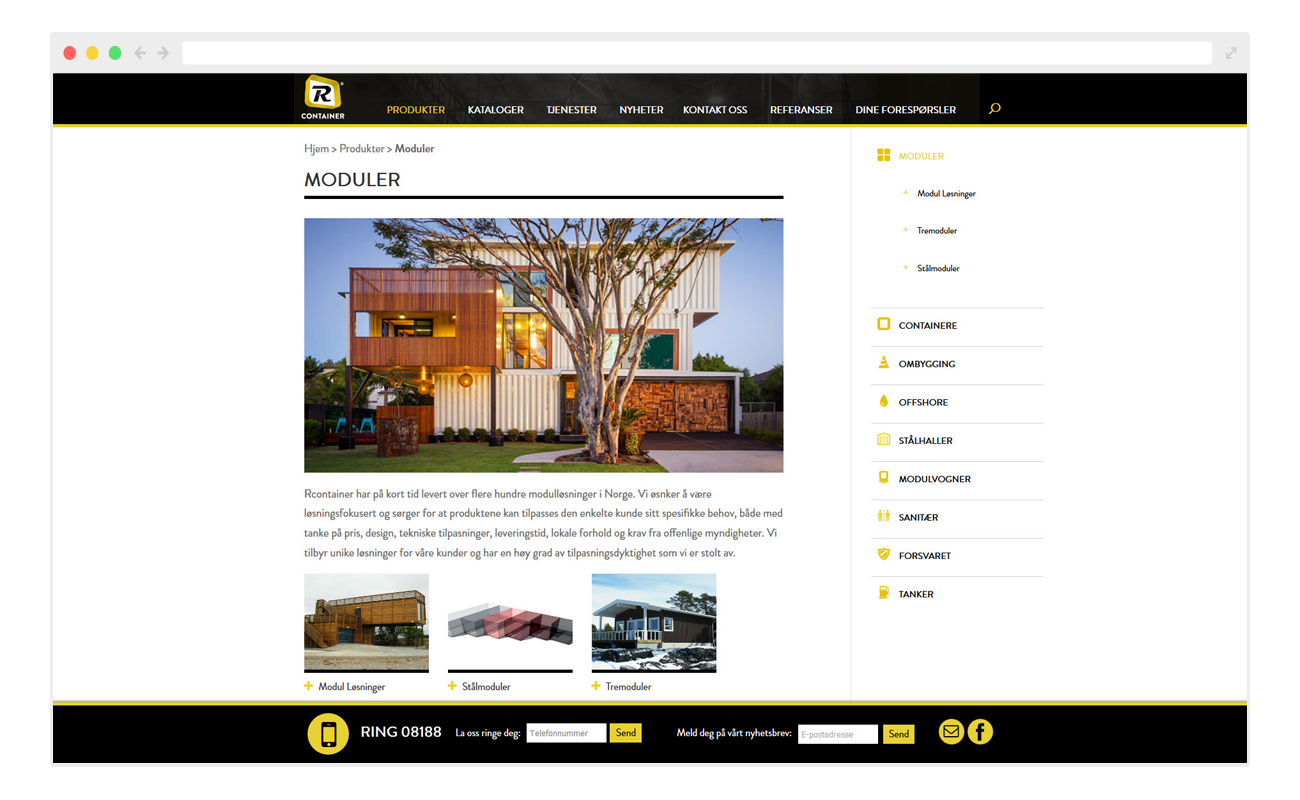 R
CONTAINER
PRODUKTER KATALOGER TJENESTER NYHETER KONTAKT OSS REFERANSER DINE FORESPØRSLER
Hjem > Produkter > Moduler
MODULER
Rcontainer har på kort tid levert over flere hundre modulløsninger i Norge. Vi øsnker å være
løsningsfokusert og sørger for at produktene kan tilpasses den enkelte kunde sitt spesifikke behov, både med
tanke på pris, design, tekniske tilpasninger, leveringstid, lokale forhold og krav fra offenlige myndigheter. Vi
tilbyr unike løsninger for våre kunder og har en høy grad av tilpasningsdyktighet som vi er stolt av.
+ Modul Løsninger
+ Stålmoduler
+ Tremoduler
MODULER
+ Modul Løsninger
+ Tremoduler
+ Stålmoduler
CONTAINERE
OMBYGGING
OFFSHORE
STÅLHALLER
MODULVOGNER
SANITÆR
FORSVARET
TANKER
RING 08188 La oss ringe deg: Telefonnummer Send Meld deg på vårt nyhetsbrev: E-postadresse Send